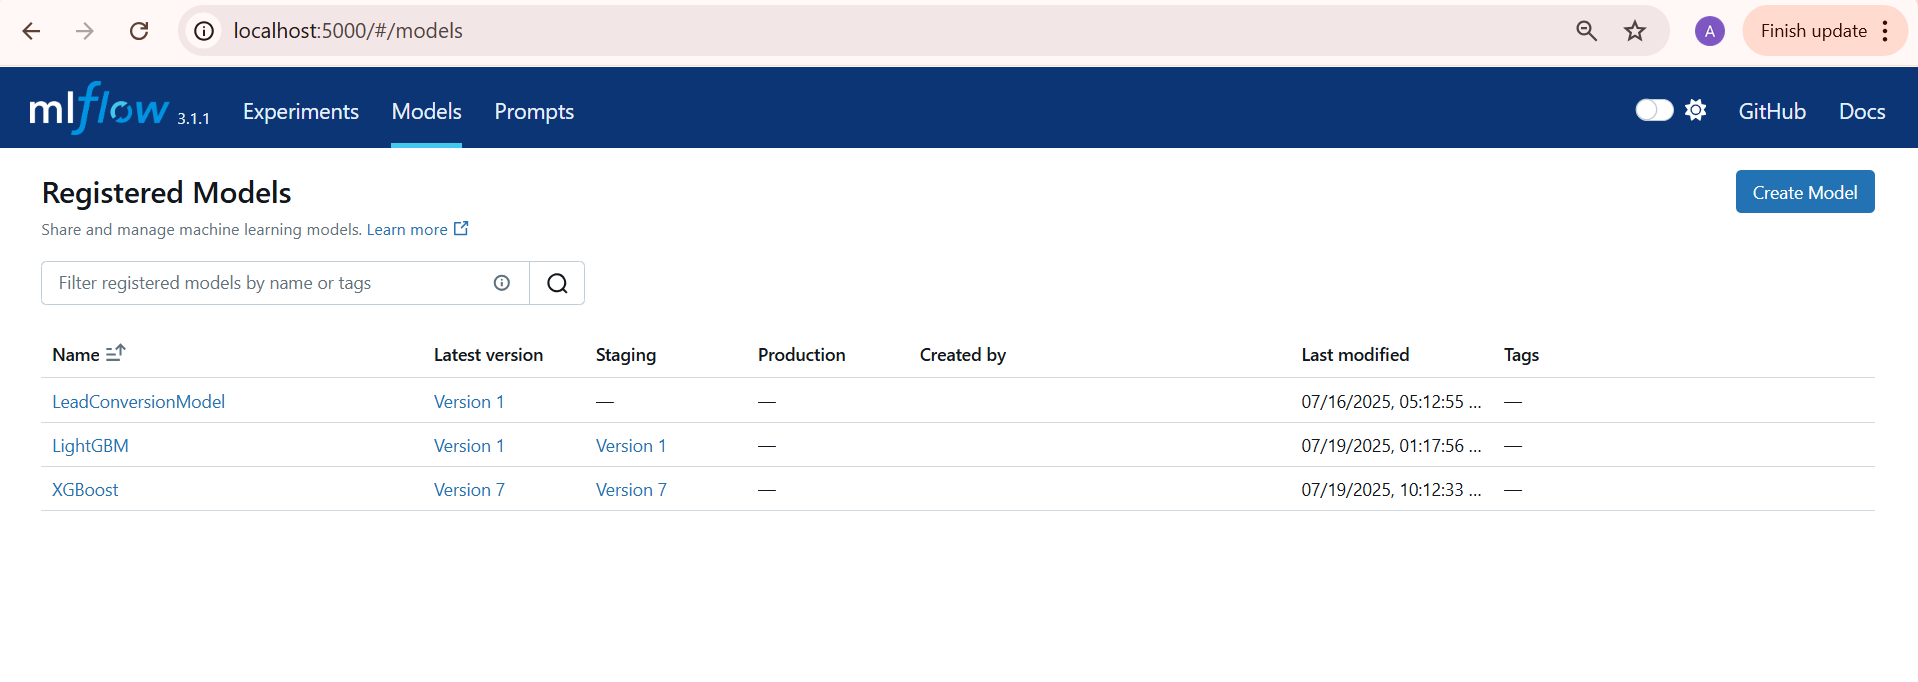 localhost:5000/#/models
A
Finish update
mlflow 3.1.1
Experiments
Models
Prompts
GitHub
Docs
Registered Models
Create Model
Share and manage machine learning models. Learn more
Filter registered models by name or tags
Name Latest version Staging Production Created by Last modified Tags
LeadConversionModel Version 1 — — 07/16/2025, 05:12:55 ... —
LightGBM Version 1 Version 1 — 07/19/2025, 01:17:56 ... —
XGBoost Version 7 Version 7 — 07/19/2025, 10:12:33 ... —